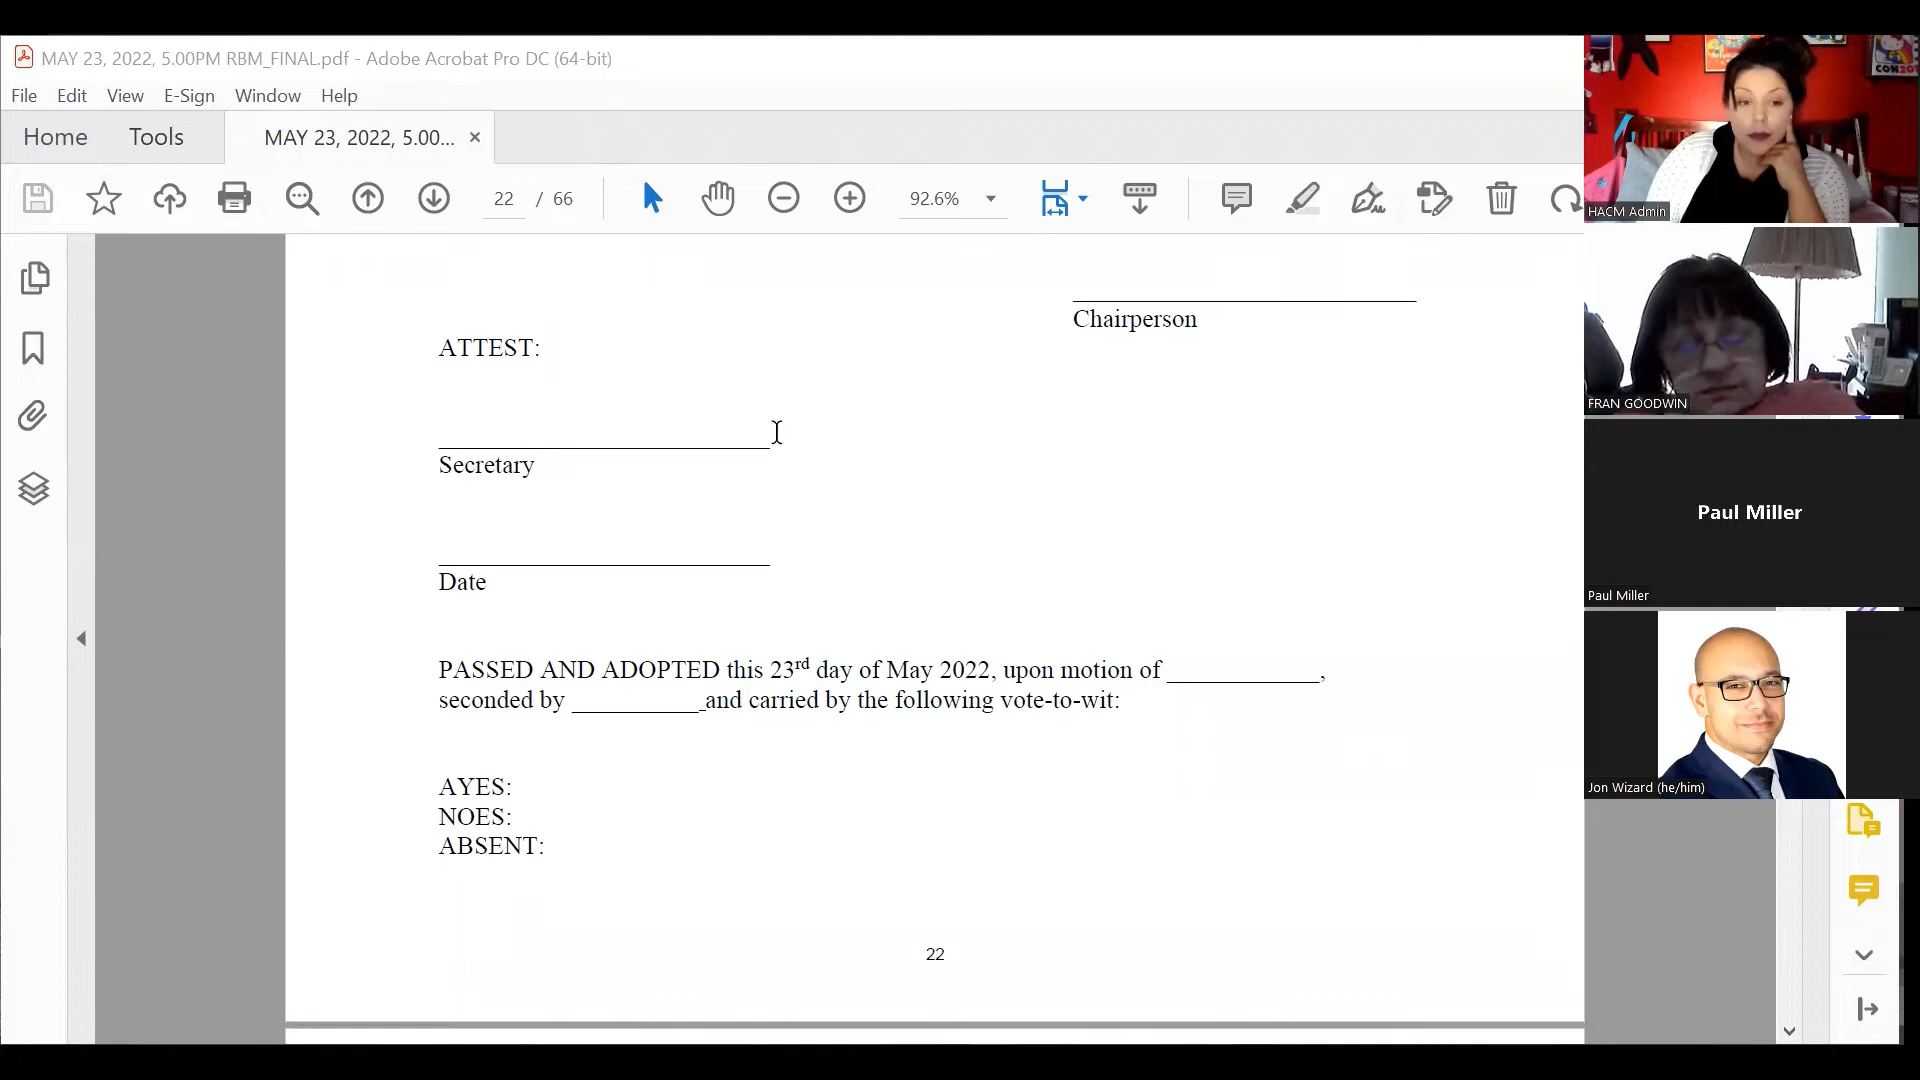 MAY 23, 2022, 5.00PM RBM_FINAL.pdf - Adobe Acrobat Pro DC (64-bit)
File Edit View E-Sign Window Help
Home Tools MAY 23, 2022, 5.00... ×
22 / 66 92.6%
Chairperson
ATTEST:
Secretary
Date
PASSED AND ADOPTED this 23rd day of May 2022, upon motion of ____________,
seconded by __________ and carried by the following vote-to-wit:
AYES:
NOES:
ABSENT:
22
CON201
HACM Admin
FRAN GOODWIN
Paul Miller
Paul Miller
Jon Wizard (he/him)